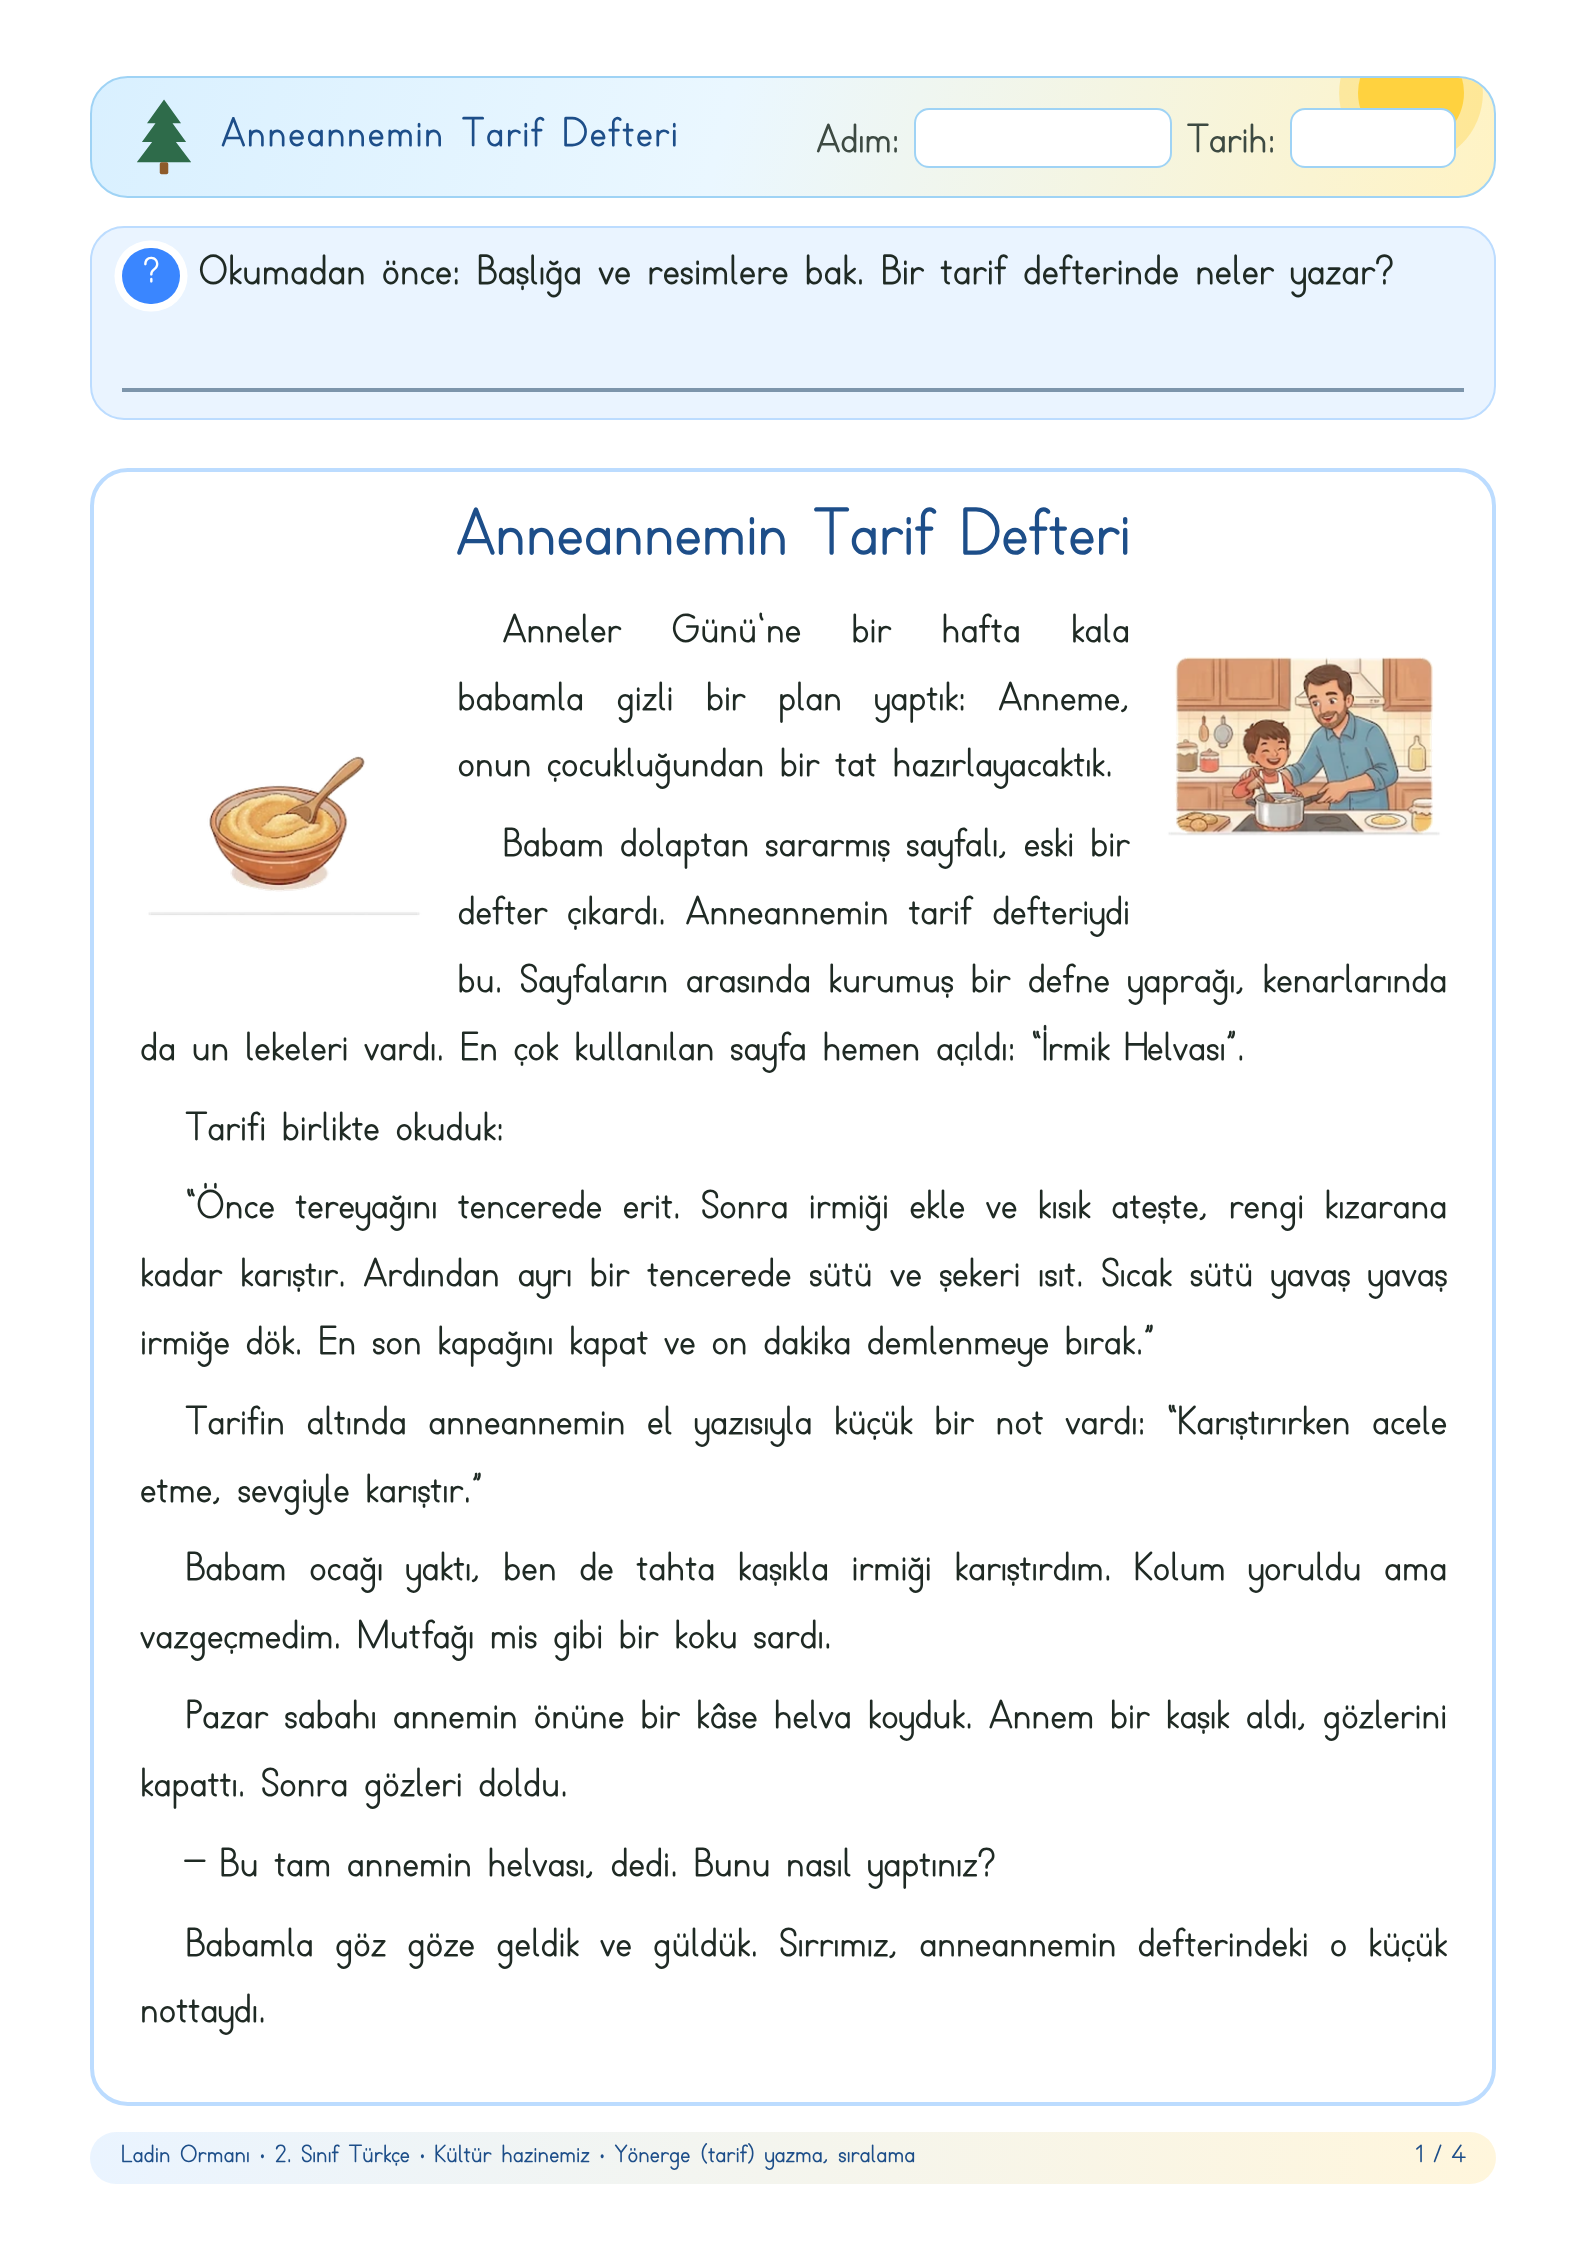 Anneannemin Tarif Defteri
Adım:
Tarih:
? Okumadan önce: Başlığa ve resimlere bak. Bir tarif defterinde neler yazar?
Anneannemin Tarif Defteri
Anneler Günü‘ne bir hafta kala
babamla gizli bir plan yaptık: Anneme,
onun çocukluğundan bir tat hazırlayacaktık.
Babam dolaptan sararmış sayfalı, eski bir
defter çıkardı. Anneannemin tarif defteriydi
bu. Sayfaların arasında kurumuş bir defne yaprağı, kenarlarında
da un lekeleri vardı. En çok kullanılan sayfa hemen açıldı: “İrmik Helvası”.
Tarifi birlikte okuduk:
“Önce tereyağını tencerede erit. Sonra irmiği ekle ve kısık ateşte, rengi kızarana
kadar karıştır. Ardından ayrı bir tencerede sütü ve şekeri ısıt. Sıcak sütü yavaş yavaş
irmiğe dök. En son kapağını kapat ve on dakika demlenmeye bırak.”
Tarifin altında anneannemin el yazısıyla küçük bir not vardı: “Karıştırırken acele
etme, sevgiyle karıştır.”
Babam ocağı yaktı, ben de tahta kaşıkla irmiği karıştırdım. Kolum yoruldu ama
vazgeçmedim. Mutfağı mis gibi bir koku sardı.
Pazar sabahı annemin önüne bir kâse helva koyduk. Annem bir kaşık aldı, gözlerini
kapattı. Sonra gözleri doldu.
– Bu tam annemin helvası, dedi. Bunu nasıl yaptınız?
Babamla göz göze geldik ve güldük. Sırrımız, anneannemin defterindeki o küçük
nottaydı.
Ladin Ormanı • 2. Sınıf Türkçe • Kültür hazinemiz • Yönerge (tarif) yazma, sıralama
1 / 4